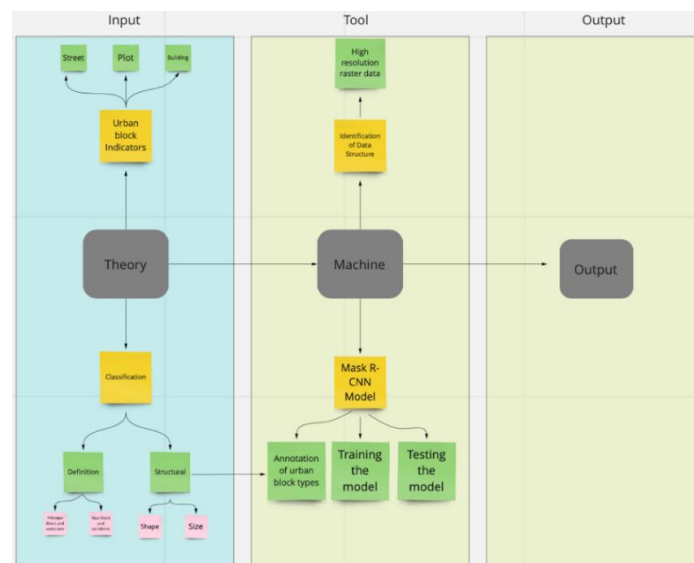 Input
Tool
Output
Street
Plot
Building
High
resolution
raster data
Urban
block
Indicators
Identification
of Data
Structure
Theory
Machine
Output
Classification
Mask R-
CNN
Model
Definition
Structural
Annotation
of urban
block types
Training
the
model
Testing
the
model
Shape
Size